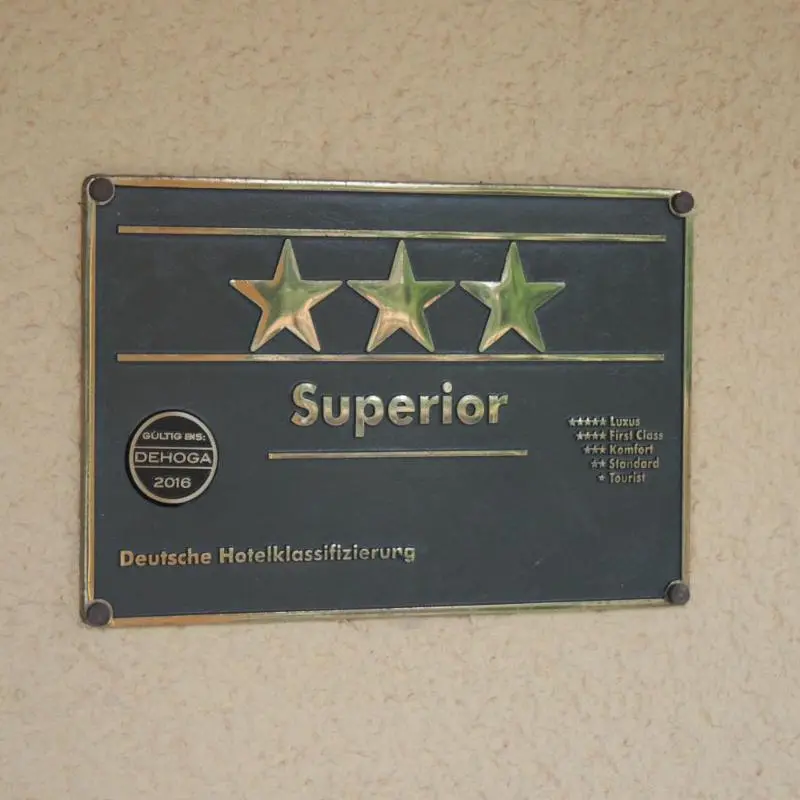 Superior
GÜLTIG BIS:
DEHOGA
2016
★★★★★ Luxus
★★★★ First Class
★★★ Komfort
★★ Standard
★ Tourist
Deutsche Hotelklassifizierung